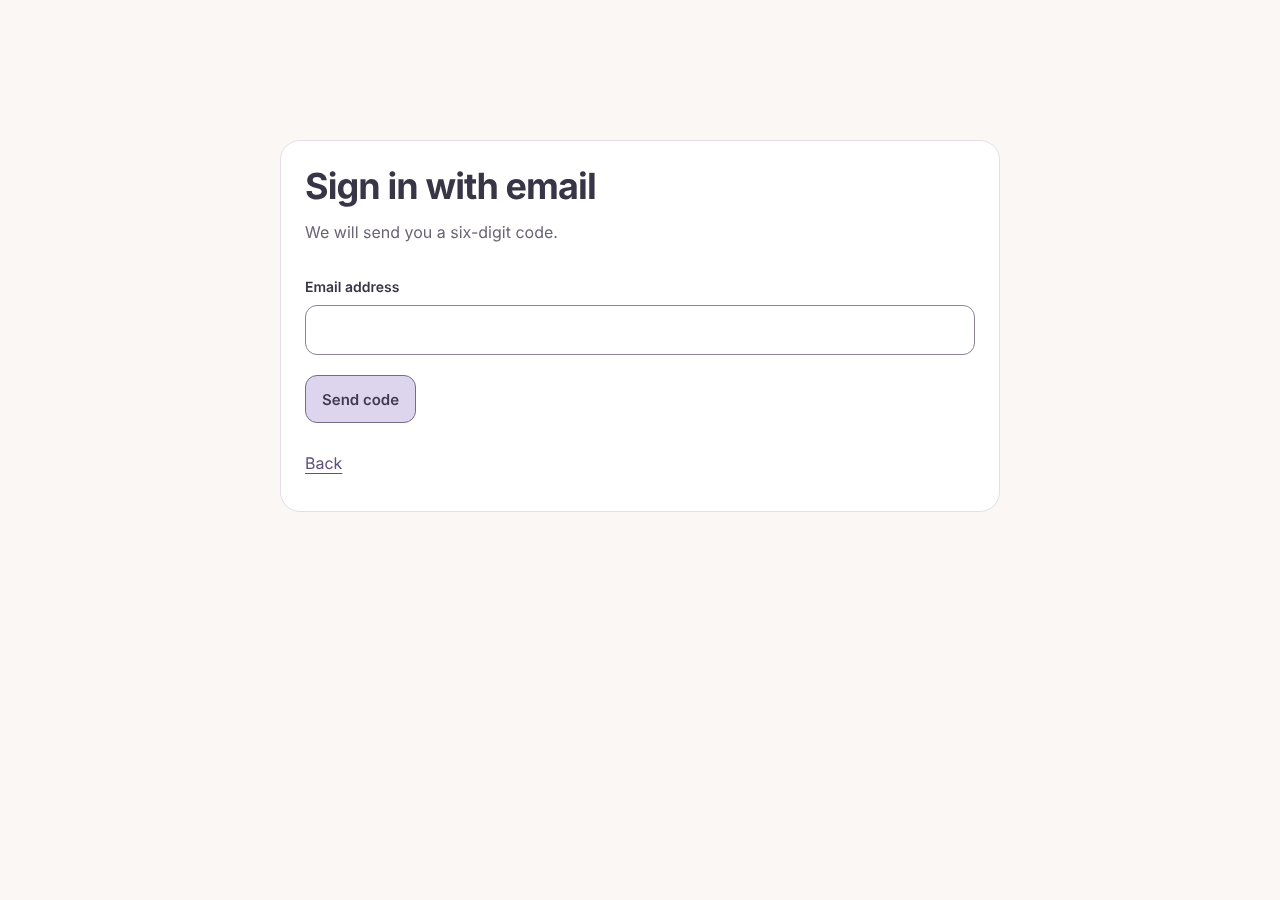 Sign in with email
We will send you a six-digit code.
Email address
Send code
Back